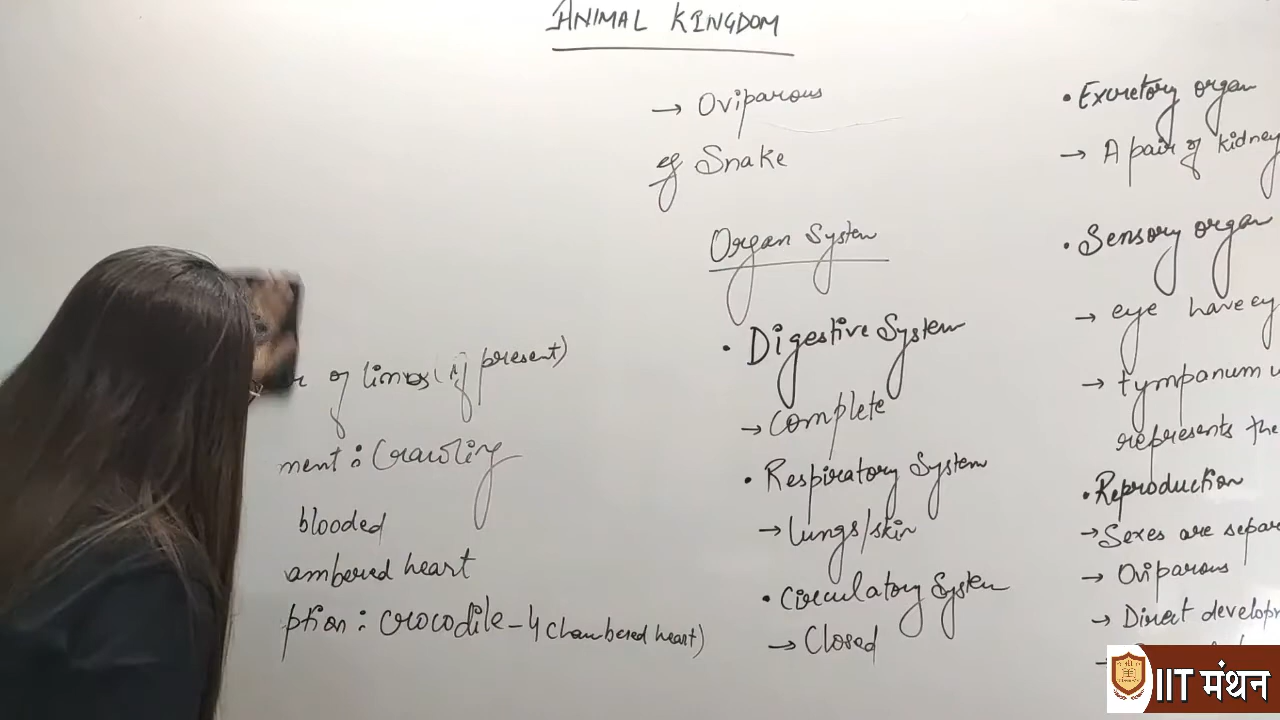 ANIMAL KINGDOM
of limbs (if present)
ment : Crawling
blooded
ambered heart
ption : crocodile - 4 chambered heart)
→ Oviparous
eg Snake
Organ System
• Digestive System
→ Complete
• Respiratory System
→ lungs/skin
• Circulatory System
→ Closed
• Excretory organ
→ A pair of kidney
• Sensory organ
→ eye have ey
→ tympanum
represents the
• Reproduction
→ Sexes are separ
→ Oviparous
→ Direct developm
IIT मंथन